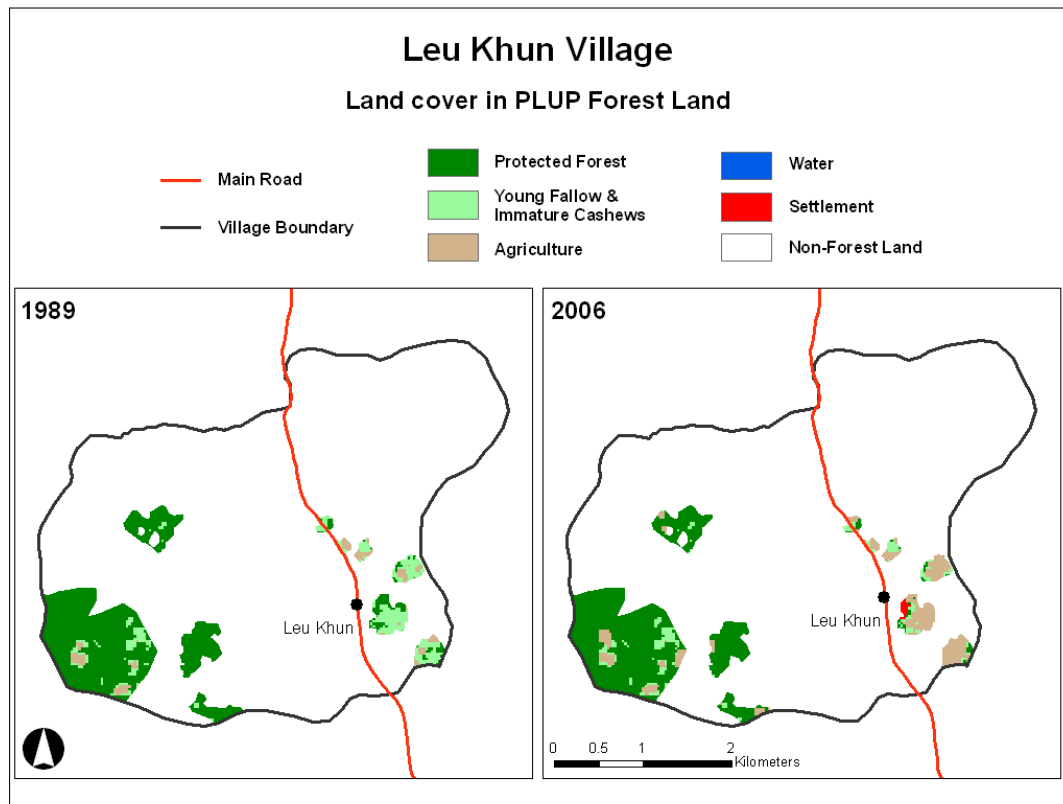 Leu Khun Village
Land cover in PLUP Forest Land
Main Road
Village Boundary
Protected Forest
Young Fallow &
Immature Cashews
Agriculture
Water
Settlement
Non-Forest Land
1989
Leu Khun
2006
Leu Khun
0 0.5 1 2
Kilometers